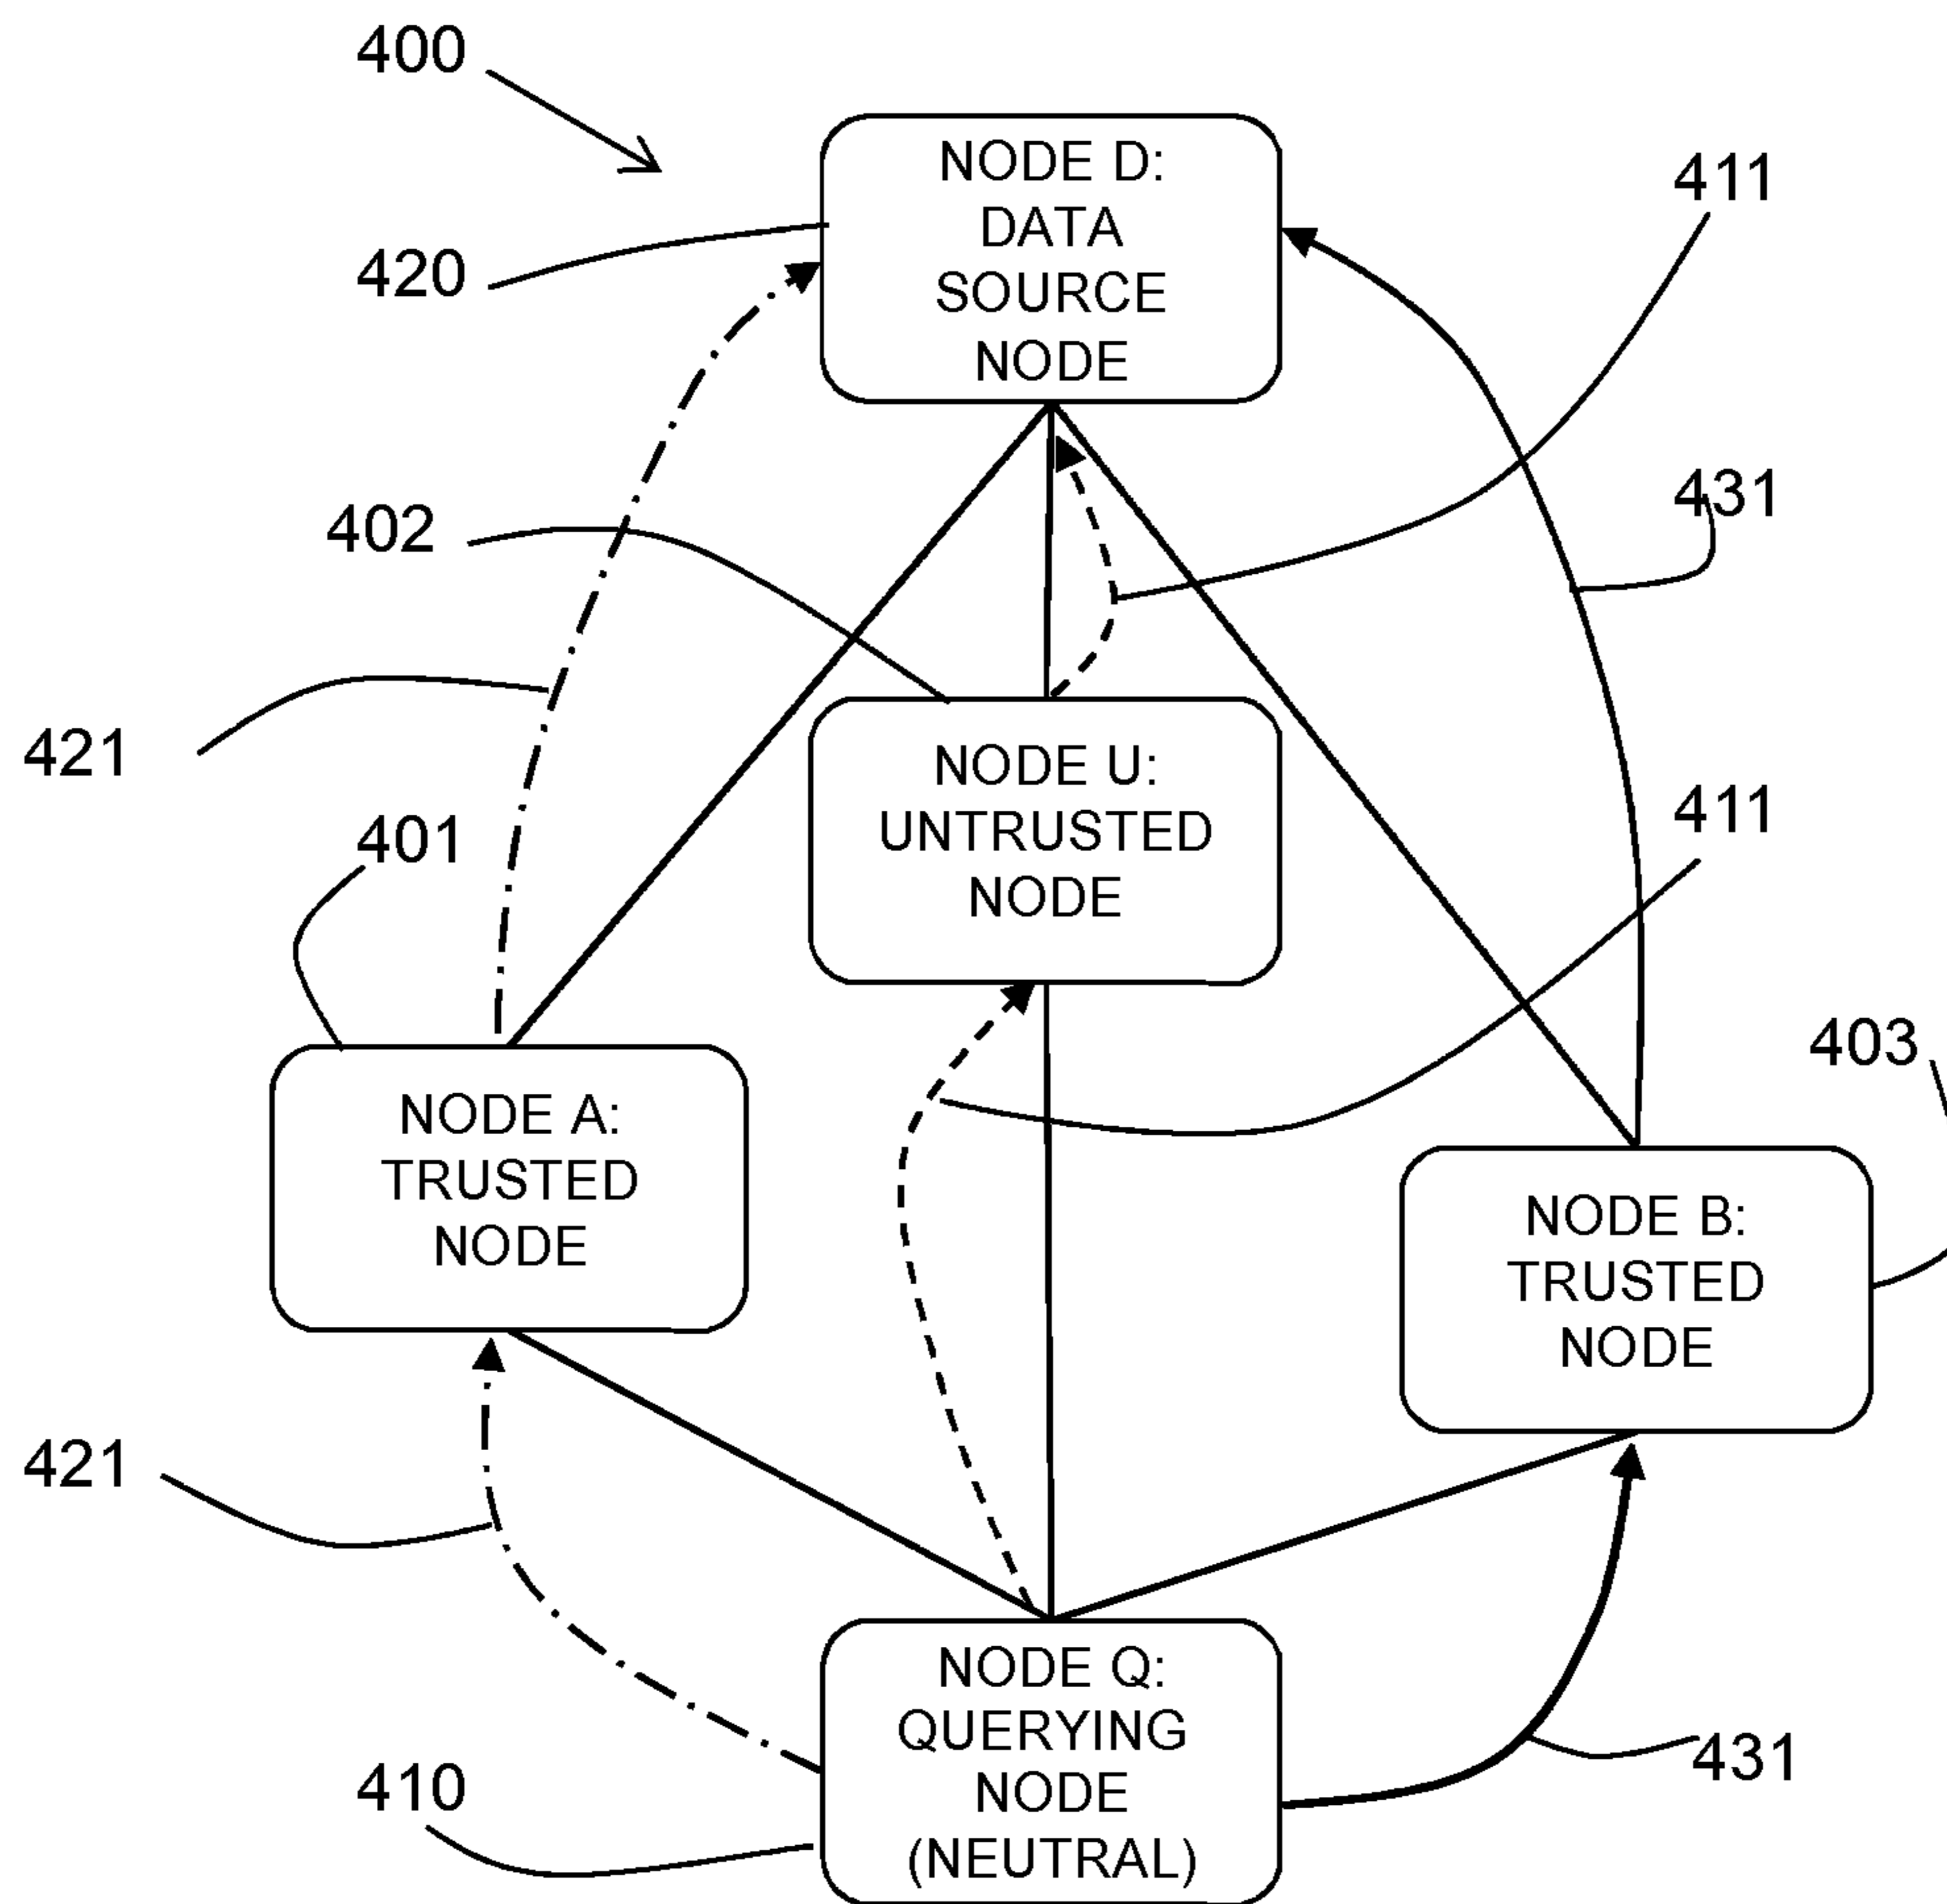 400
NODE D:
DATA
SOURCE
NODE
411
420
431
402
421
NODE U:
UNTRUSTED
NODE
411
401
403
NODE A:
TRUSTED
NODE
NODE B:
TRUSTED
NODE
421
NODE Q:
QUERYING
NODE
(NEUTRAL)
431
410